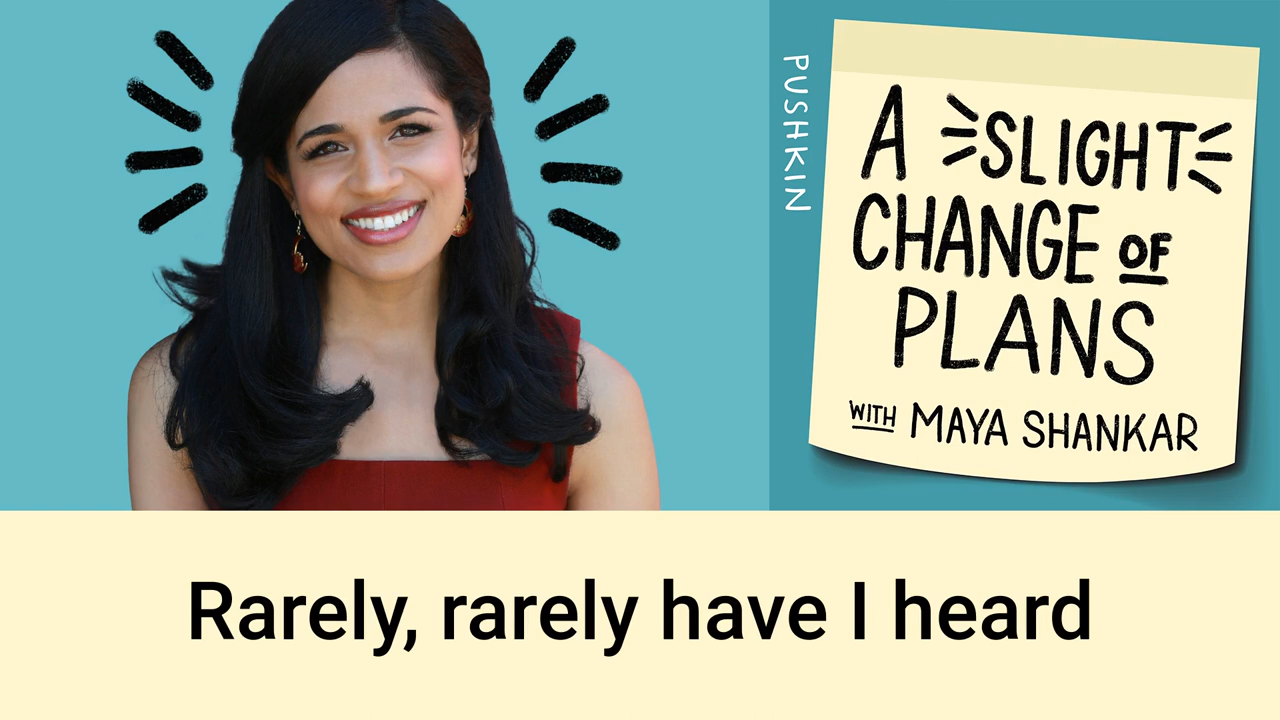 PUSHKIN
A SLIGHT
CHANGE OF
PLANS
WITH MAYA SHANKAR
Rarely, rarely have I heard